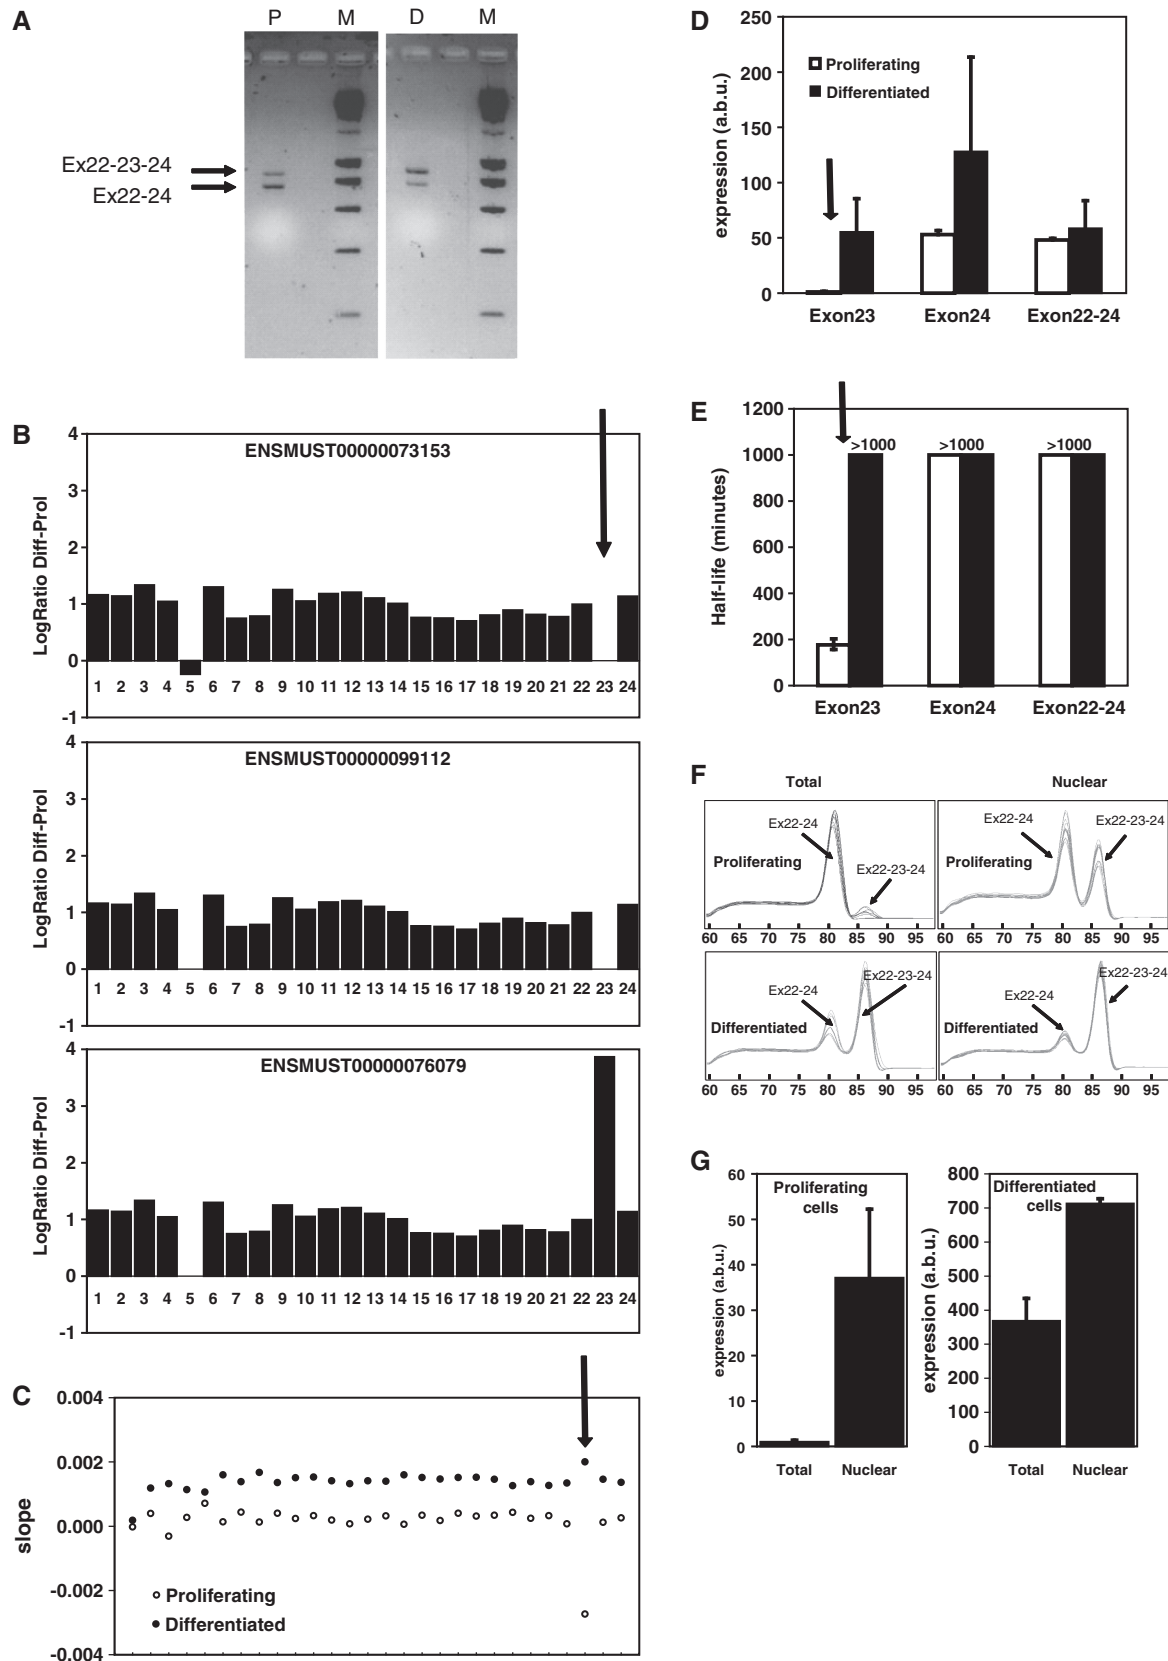 A
P M D M
Ex22-23-24
Ex22-24
B
ENSMUST00000073153
LogRatio Diff-Prol
4
3
2
1
0
-1
1 2 3 4 5 6 7 8 9 10 11 12 13 14 15 16 17 18 19 20 21 22 23 24
ENSMUST00000099112
LogRatio Diff-Prol
4
3
2
1
0
-1
1 2 3 4 5 6 7 8 9 10 11 12 13 14 15 16 17 18 19 20 21 22 23 24
ENSMUST00000076079
LogRatio Diff-Prol
4
3
2
1
0
-1
1 2 3 4 5 6 7 8 9 10 11 12 13 14 15 16 17 18 19 20 21 22 23 24
C
slope
0.004
0.002
0.000
-0.002
-0.004
Proliferating
Differentiated
D
expression (a.b.u.)
250
200
150
100
50
0
Proliferating
Differentiated
Exon23 Exon24 Exon22-24
E
Half-life (minutes)
1200
1000
800
600
400
200
0
>1000 >1000 >1000
Exon23 Exon24 Exon22-24
F
Total Nuclear
Ex22-24
Ex22-23-24
Proliferating
60 65 70 75 80 85 90 95
Ex22-24
Ex22-23-24
Proliferating
60 65 70 75 80 85 90 95
Ex22-24
Ex22-23-24
Differentiated
60 65 70 75 80 85 90 95
Ex22-24
Ex22-23-24
Differentiated
60 65 70 75 80 85 90 95
G
expression (a.b.u.)
60
50
40
30
20
10
0
Proliferating
cells
Total Nuclear
expression (a.b.u.)
800
700
600
500
400
300
200
100
0
Differentiated
cells
Total Nuclear